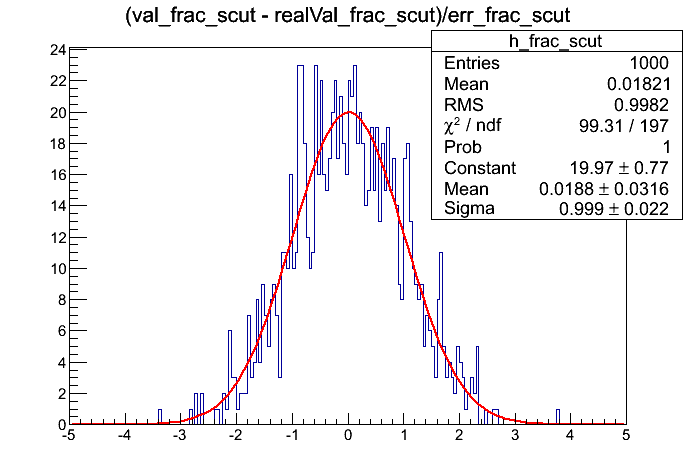 (val_frac_scut - realVal_frac_scut)/err_frac_scut
h_frac_scut
Entries 1000
Mean 0.01821
RMS 0.9982
χ² / ndf 99.31 / 197
Prob 1
Constant 19.97 ± 0.77
Mean 0.0188 ± 0.0316
Sigma 0.999 ± 0.022
24
22
20
18
16
14
12
10
8
6
4
2
0
-5 -4 -3 -2 -1 0 1 2 3 4 5